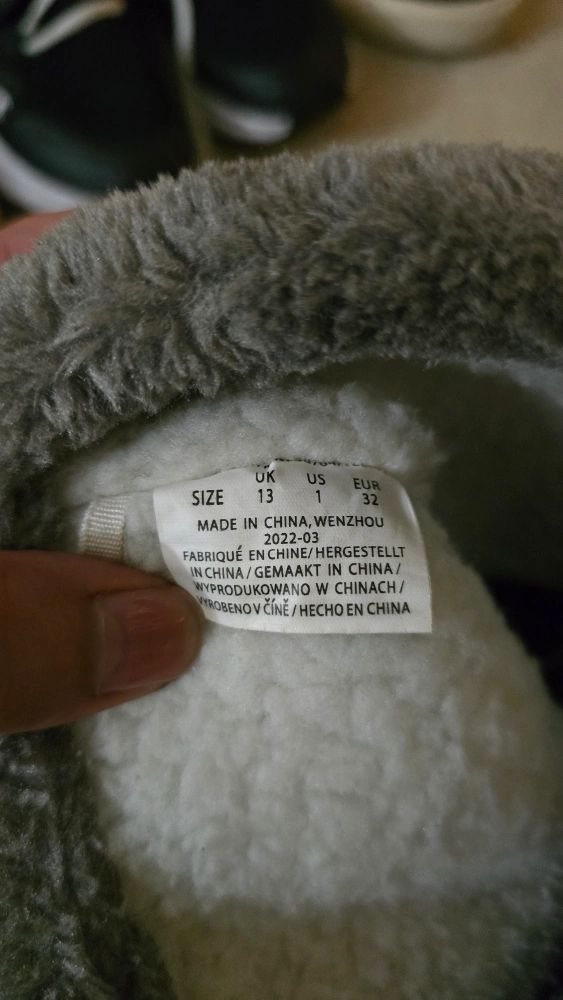 UK US EUR
SIZE 13 1 32
MADE IN CHINA,WENZHOU
2022-03
FABRIQUÉ EN CHINE/HERGESTELLT
IN CHINA/GEMAAKT IN CHINA/
WYPRODUKOWANO W CHINACH/
VYROBENO V ČÍNĚ/HECHO EN CHINA